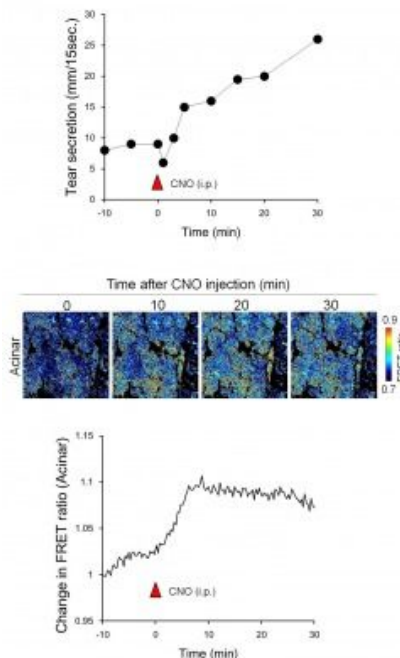 Tear secretion (mm/15sec.)
30
25
20
15
10
5
0
CNO (i.p.)
-10 0 10 20 30
Time (min)
Time after CNO injection (min)
0 10 20 30
Acinar
0.9
FRET ratio
0.7
Change in FRET ratio (Acinar)
1.15
1.1
1.05
1
0.95
CNO (i.p.)
-10 0 10 20 30
Time (min)